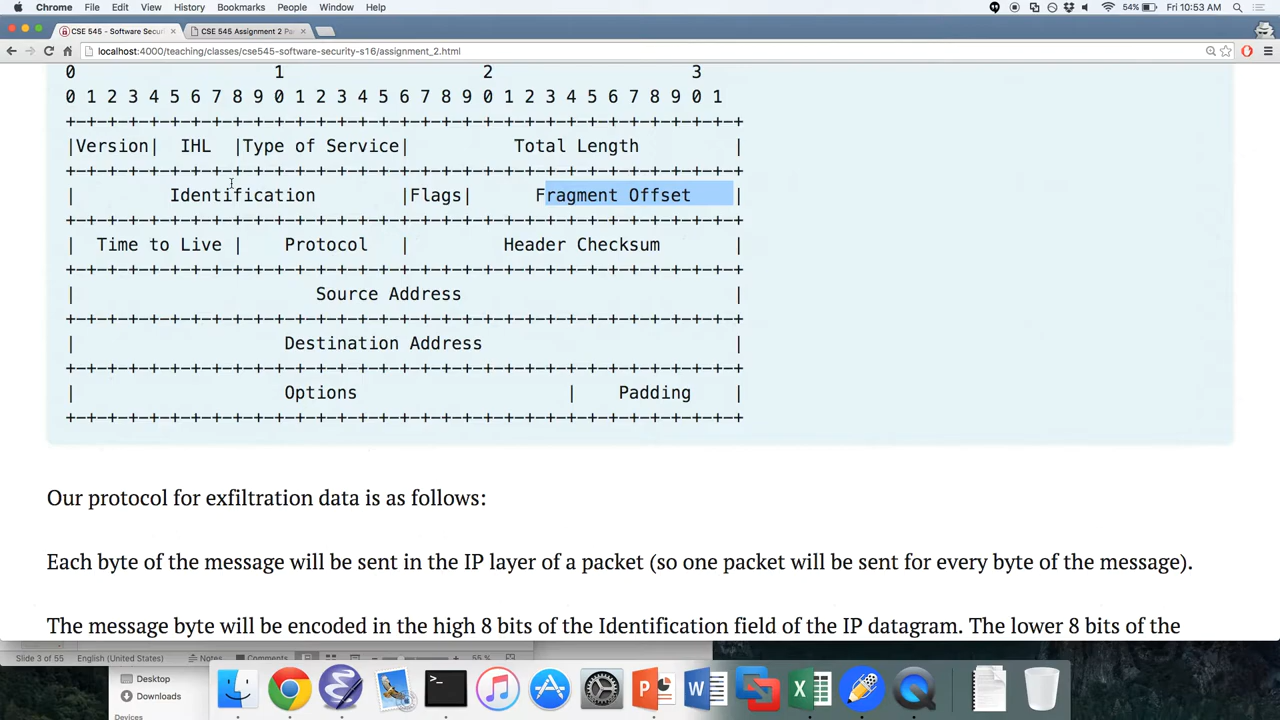 Chrome File Edit View History Bookmarks People Window Help 54% Fri 10:53 AM
CSE 545 - Software Securi × CSE 545 Assignment 2 Pa ×
localhost:4000/teaching/classes/cse545-software-security-s16/assignment_2.html
0 1 2 3
0 1 2 3 4 5 6 7 8 9 0 1 2 3 4 5 6 7 8 9 0 1 2 3 4 5 6 7 8 9 0 1
+-+-+-+-+-+-+-+-+-+-+-+-+-+-+-+-+-+-+-+-+-+-+-+-+-+-+-+-+-+-+-+-+
|Version| IHL |Type of Service| Total Length |
+-+-+-+-+-+-+-+-+-+-+-+-+-+-+-+-+-+-+-+-+-+-+-+-+-+-+-+-+-+-+-+-+
| Identification |Flags| Fragment Offset |
+-+-+-+-+-+-+-+-+-+-+-+-+-+-+-+-+-+-+-+-+-+-+-+-+-+-+-+-+-+-+-+-+
| Time to Live | Protocol | Header Checksum |
+-+-+-+-+-+-+-+-+-+-+-+-+-+-+-+-+-+-+-+-+-+-+-+-+-+-+-+-+-+-+-+-+
| Source Address |
+-+-+-+-+-+-+-+-+-+-+-+-+-+-+-+-+-+-+-+-+-+-+-+-+-+-+-+-+-+-+-+-+
| Destination Address |
+-+-+-+-+-+-+-+-+-+-+-+-+-+-+-+-+-+-+-+-+-+-+-+-+-+-+-+-+-+-+-+-+
| Options | Padding |
+-+-+-+-+-+-+-+-+-+-+-+-+-+-+-+-+-+-+-+-+-+-+-+-+-+-+-+-+-+-+-+-+
Our protocol for exfiltration data is as follows:
Each byte of the message will be sent in the IP layer of a packet (so one packet will be sent for every byte of the message).
The message byte will be encoded in the high 8 bits of the Identification field of the IP datagram. The lower 8 bits of the
Slide 3 of 55 English (United States) Notes Comments 55 %
Desktop
Downloads
Devices